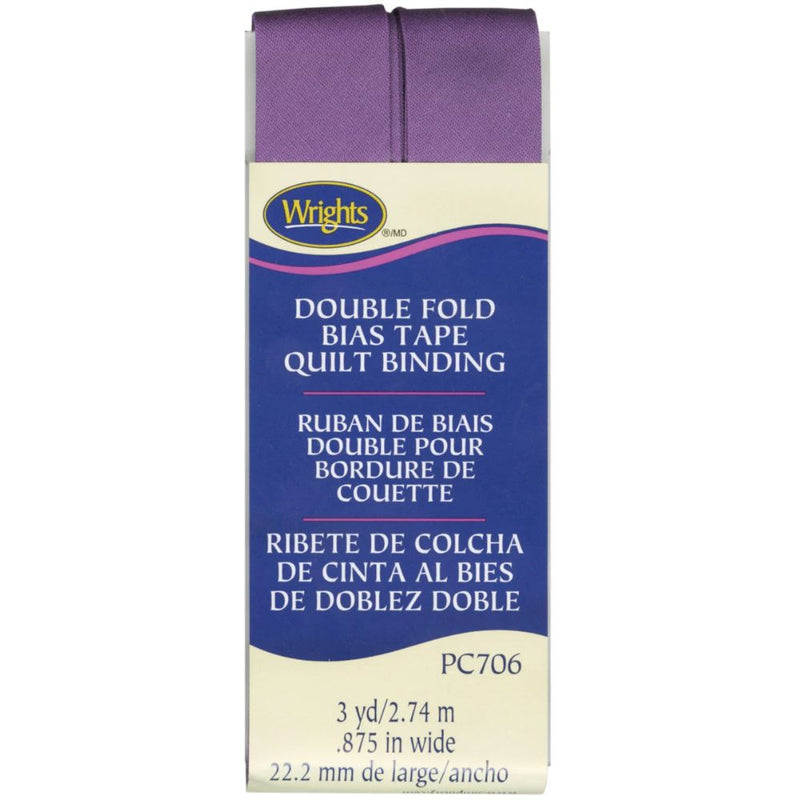 Wrights
®/MD
DOUBLE FOLD
BIAS TAPE
QUILT BINDING
RUBAN DE BIAIS
DOUBLE POUR
BORDURE DE
COUETTE
RIBETE DE COLCHA
DE CINTA AL BIES
DE DOBLEZ DOBLE
PC706
3 yd/2.74 m
.875 in wide
22.2 mm de large/ancho